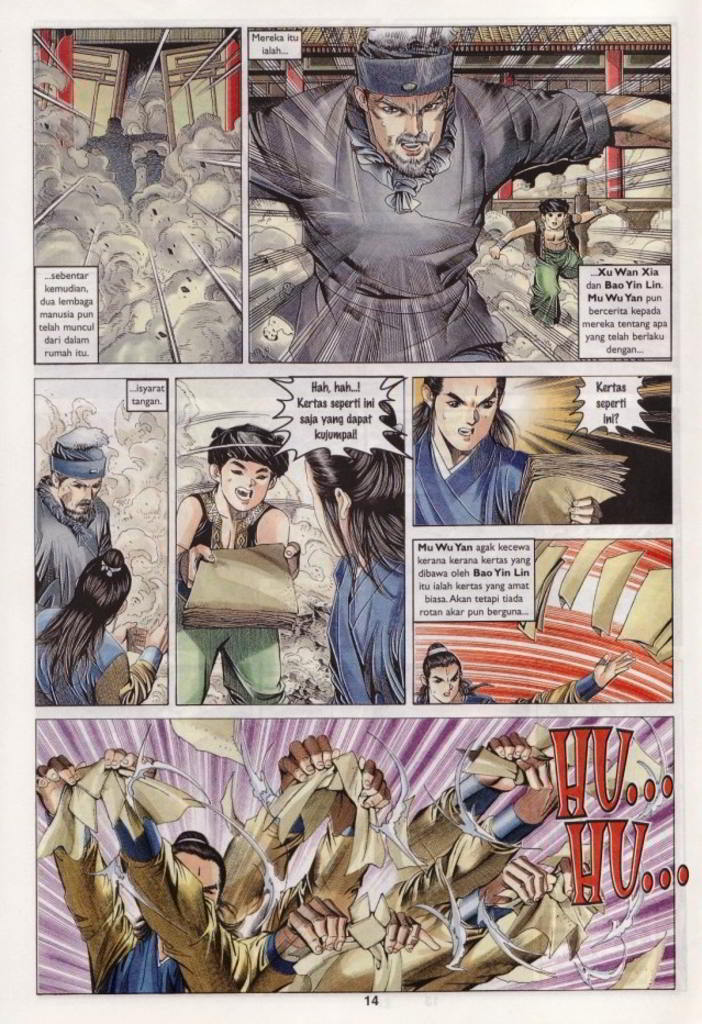 ...sebentar
kemudian,
dua lembaga
manusia pun
telah muncul
dari dalam
rumah itu.
Mereka itu
ialah...
...Xu Wan Xia
dan Bao Yin Lin.
Mu Wu Yan pun
bercerita kepada
mereka tentang apa
yang telah berlaku
dengan...
...isyarat
tangan.
Hah, hah...!
Kertas seperti ini
saja yang dapat
kujumpai!
Kertas
seperti
ini?
Mu Wu Yan agak kecewa
kerana kerana kertas yang
dibawa oleh Bao Yin Lin
itu ialah kertas yang amat
biasa. Akan tetapi tiada
rotan akar pun berguna...
HU...
HU...
14